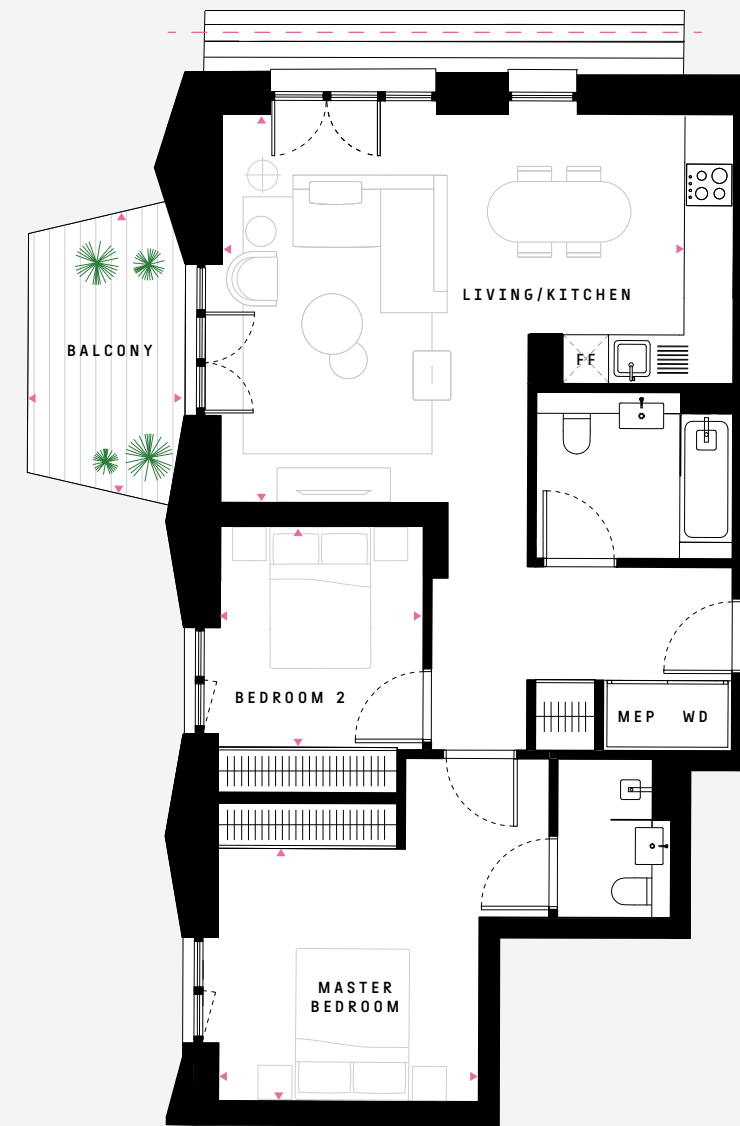 LIVING/KITCHEN
BALCONY
FF
BEDROOM 2
MEP WD
MASTER
BEDROOM